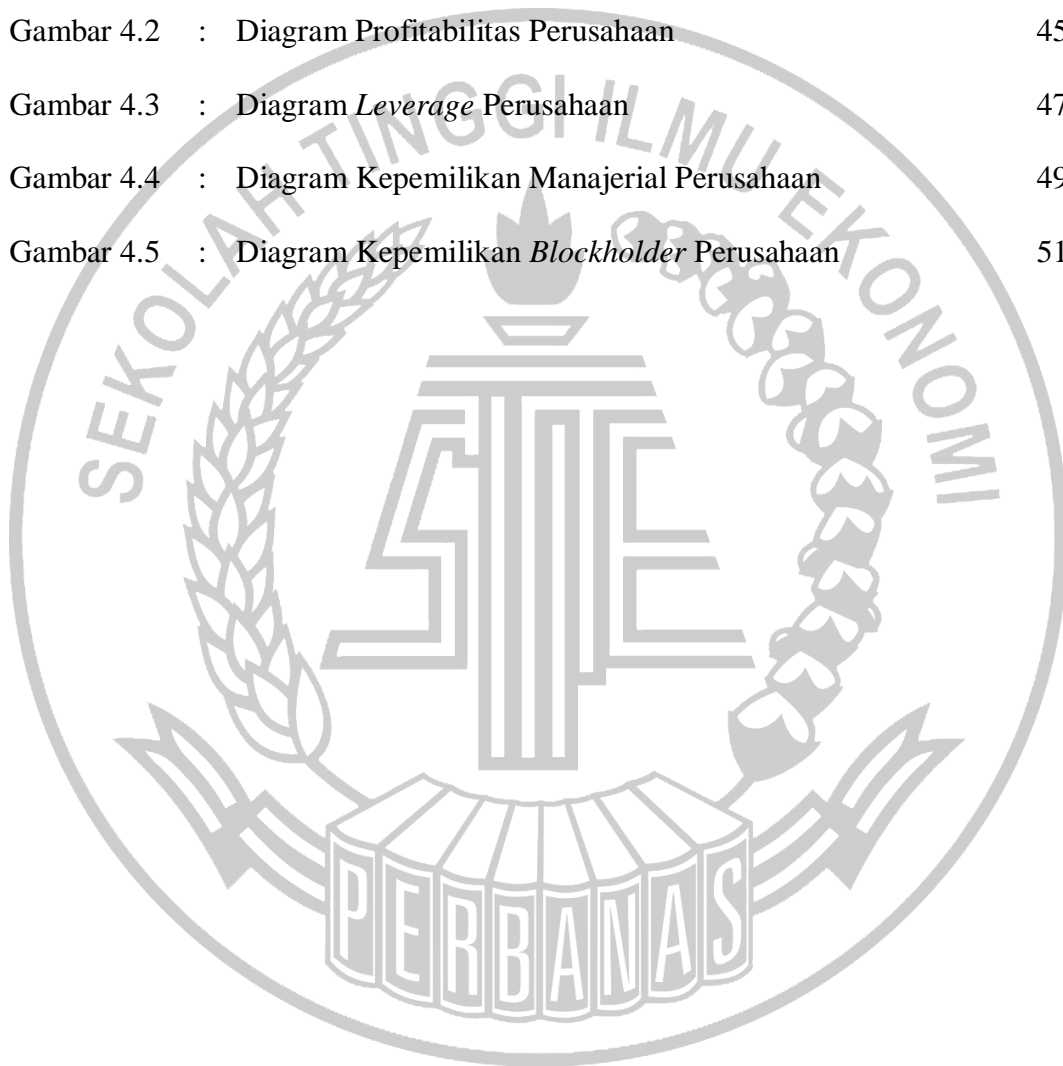 Gambar 4.2 : Diagram Profitabilitas Perusahaan 45
Gambar 4.3 : Diagram Leverage Perusahaan 47
Gambar 4.4 : Diagram Kepemilikan Manajerial Perusahaan 49
Gambar 4.5 : Diagram Kepemilikan Blockholder Perusahaan 51
SEKOLAH TINGGI ILMU EKONOMI
STIE
PERBANAS